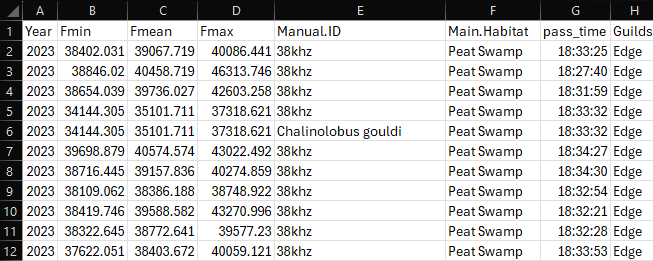 A B C D E F G H
1 Year Fmin Fmean Fmax Manual.ID Main.Habitat pass_time Guilds
2 2023 38402.031 39067.719 40086.441 38khz Peat Swamp 18:33:25 Edge
3 2023 38846.02 40458.719 46313.746 38khz Peat Swamp 18:27:40 Edge
4 2023 38654.039 39736.027 42603.258 38khz Peat Swamp 18:31:59 Edge
5 2023 34144.305 35101.711 37318.621 38khz Peat Swamp 18:33:32 Edge
6 2023 34144.305 35101.711 37318.621 Chalinolobus gouldi Peat Swamp 18:33:32 Edge
7 2023 39698.879 40574.574 43022.492 38khz Peat Swamp 18:34:27 Edge
8 2023 38716.445 39157.836 40274.859 38khz Peat Swamp 18:34:30 Edge
9 2023 38109.062 38386.188 38748.922 38khz Peat Swamp 18:32:54 Edge
10 2023 38419.746 39588.582 43270.996 38khz Peat Swamp 18:32:21 Edge
11 2023 38322.645 38772.641 39577.23 38khz Peat Swamp 18:32:28 Edge
12 2023 37622.051 38403.672 40059.121 38khz Peat Swamp 18:33:53 Edge